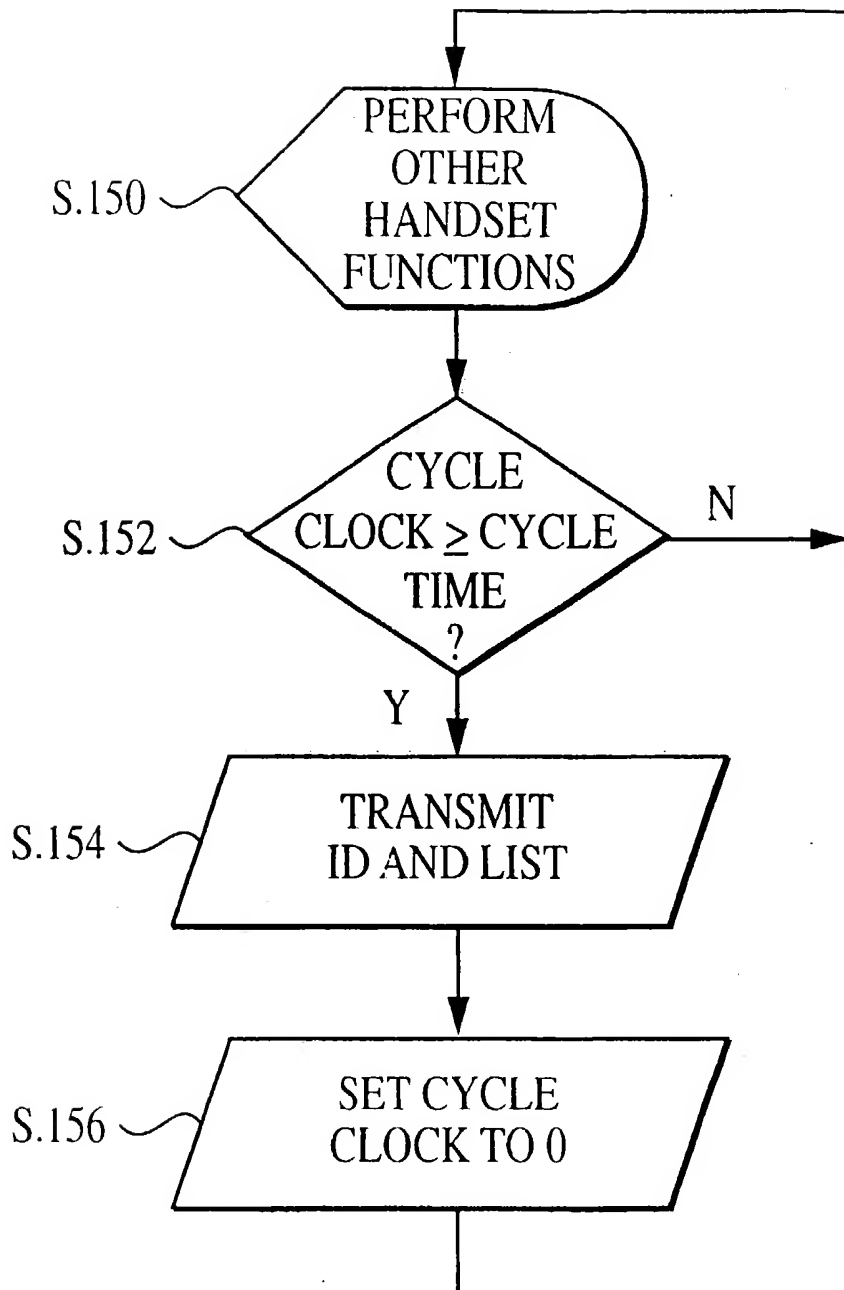 PERFORM
OTHER
HANDSET
FUNCTIONS
S.150
CYCLE
CLOCK ≥ CYCLE
TIME
?
S.152
N
Y
TRANSMIT
ID AND LIST
S.154
SET CYCLE
CLOCK TO 0
S.156